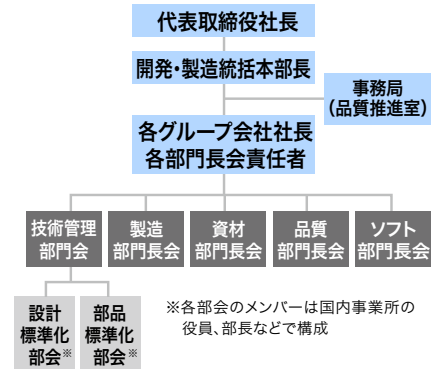 代表取締役社長
開発・製造統括本部長
事務局
(品質推進室)
各グループ会社社長
各部門長会責任者
技術管理
部門会
製造
部門長会
資材
部門長会
品質
部門長会
ソフト
部門長会
設計
標準化
部会※
部品
標準化
部会※
※各部会のメンバーは国内事業所の
役員、部長などで構成